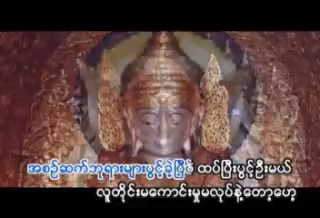 အစဉ်ဆက်ဘုရားများပွင့်ခဲ့ပြီး ထပ်ပြီးပွင့်ဦးမယ်
လူတိုင်းမကောင်းမှုမလုပ်နဲ့တော့ဟေ့